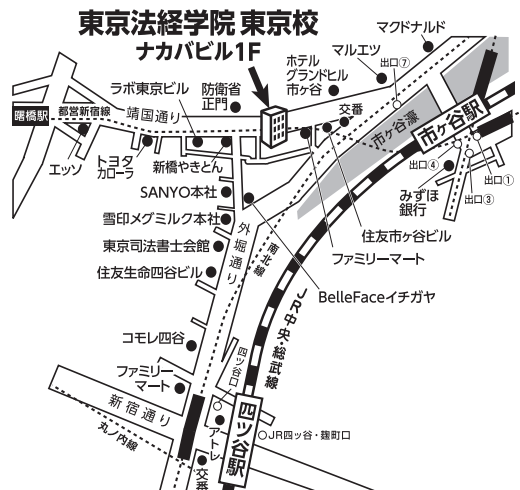 東京法経学院 東京校
ナカバビル1F
マクドナルド
マルエツ
出口⑦
ホテル
グランドヒル
市ヶ谷
防衛省
正門
ラボ東京ビル
交番
都営新宿線
曙橋駅
靖国通り
市ヶ谷濠
市ヶ谷駅
エッソ
トヨタ
カローラ
新橋やきとん
出口④
出口①
出口③
みずほ
銀行
SANYO本社
雪印メグミルク本社
外堀通り
南北線
住友市ヶ谷ビル
東京司法書士会館
ファミリーマート
住友生命四谷ビル
BelleFaceイチガヤ
JR中央・総武線
コモレ四谷
四ツ谷口
ファミリー
マート
新宿通り
丸ノ内線
アトレ
四ツ谷駅
JR四ッ谷・麹町口
交番